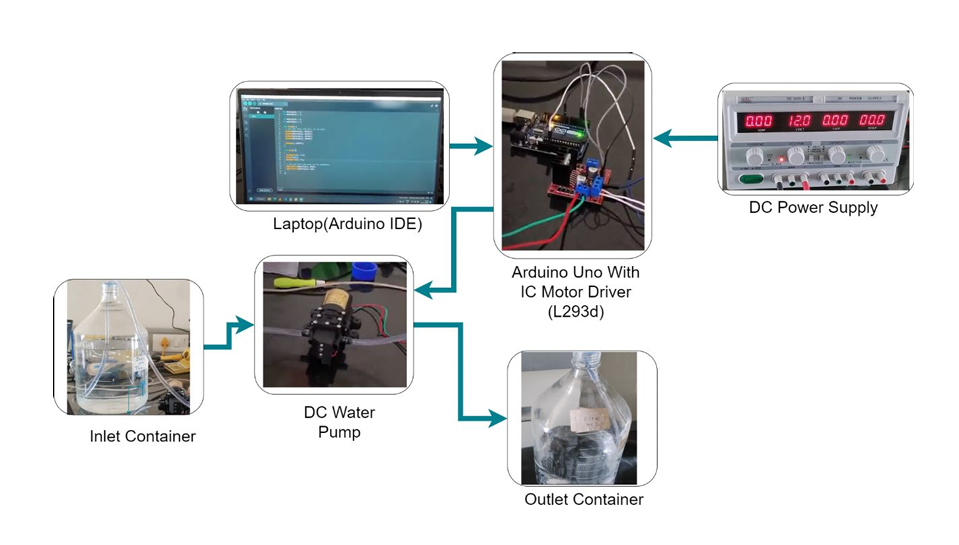 0.00 12.0 0.00 00.0
Laptop(Arduino IDE)
DC Power Supply
Arduino Uno With
IC Motor Driver
(L293d)
DC Water
Pump
Inlet Container
Outlet Container